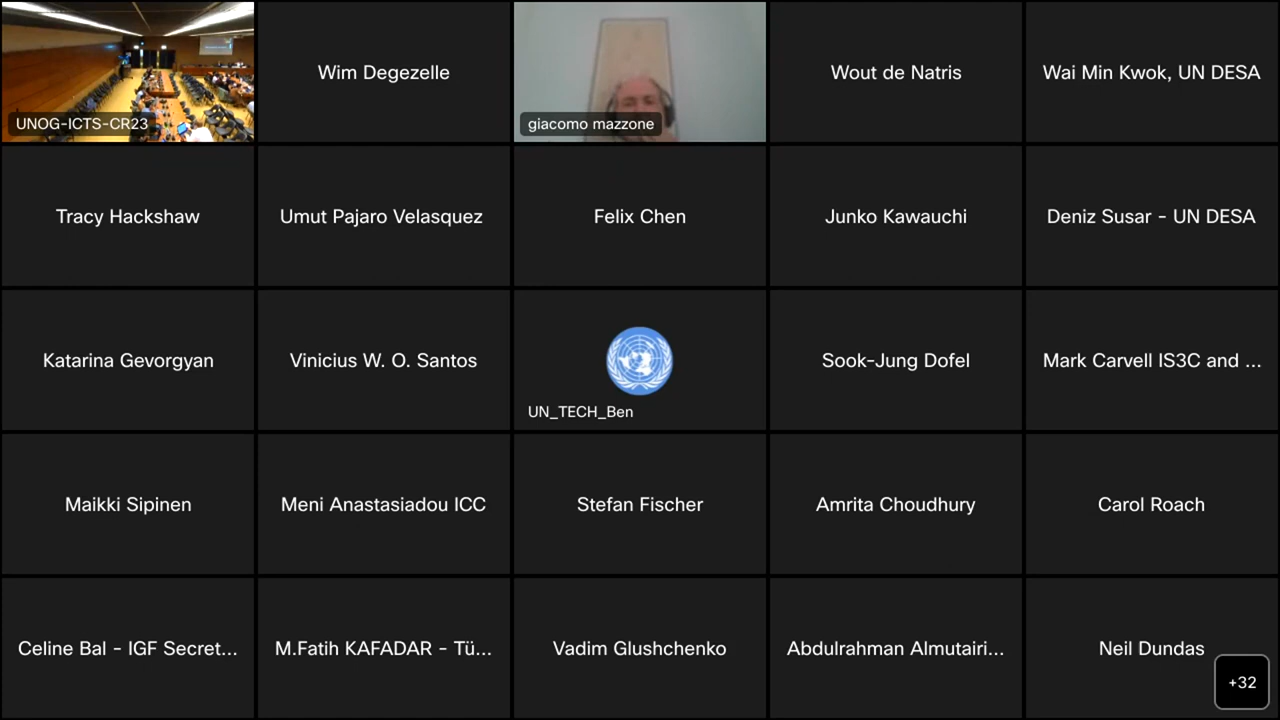 UNOG-ICTS-CR23
Wim Degezelle
giacomo mazzone
Wout de Natris
Wai Min Kwok, UN DESA
Tracy Hackshaw
Umut Pajaro Velasquez
Felix Chen
Junko Kawauchi
Deniz Susar - UN DESA
Katarina Gevorgyan
Vinicius W. O. Santos
UN_TECH_Ben
Sook-Jung Dofel
Mark Carvell IS3C and ...
Maikki Sipinen
Meni Anastasiadou ICC
Stefan Fischer
Amrita Choudhury
Carol Roach
Celine Bal - IGF Secret...
M.Fatih KAFADAR - Tü...
Vadim Glushchenko
Abdulrahman Almutairi...
Neil Dundas
+32